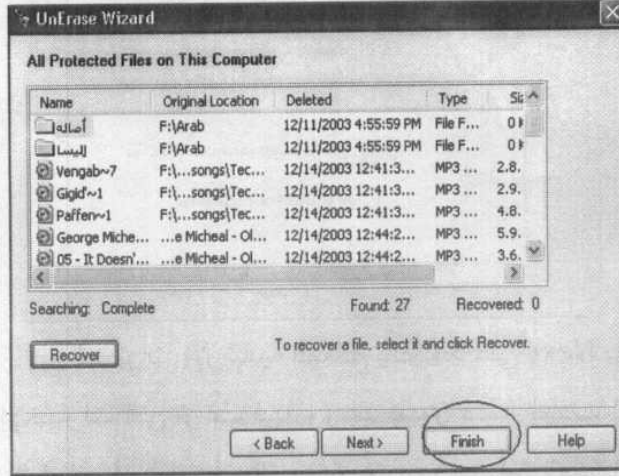 UnErase Wizard
All Protected Files on This Computer
Name Original Location Deleted Type Siz
أصاله F:\Arab 12/11/2003 4:55:59 PM File F... 0 K
إليسا F:\Arab 12/11/2003 4:55:59 PM File F... 0 K
Vengab~7 F:\...songs\Tec... 12/14/2003 12:41:3... MP3 ... 2.8.
Gigid'~1 F:\...songs\Tec... 12/14/2003 12:41:3... MP3 ... 2.9.
Paffen~1 F:\...songs\Tec... 12/14/2003 12:41:3... MP3 ... 4.8.
George Miche... ...e Micheal - Ol... 12/14/2003 12:44:2... MP3 ... 5.9.
05 - It Doesn'... ...e Micheal - Ol... 12/14/2003 12:44:2... MP3 ... 3.6.
Searching: Complete Found: 27 Recovered: 0
Recover To recover a file, select it and click Recover.
< Back Next > Finish Help